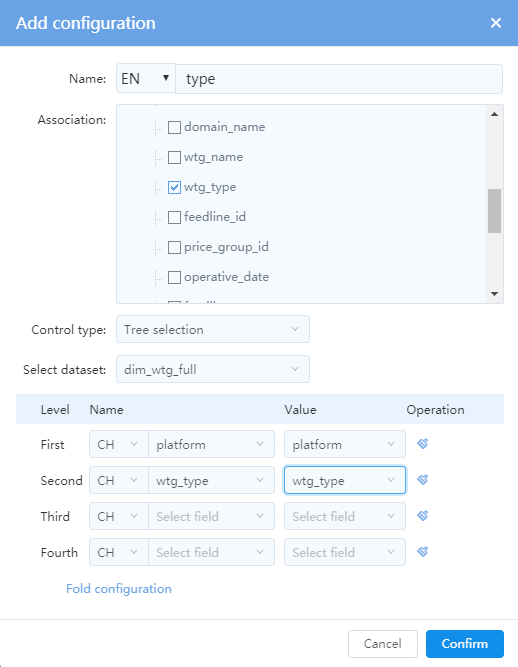 Add configuration
Name: EN type
Association:
domain_name
wtg_name
wtg_type
feedline_id
price_group_id
operative_date
Control type: Tree selection
Select dataset: dim_wtg_full
Level Name Value Operation
First CH platform platform
Second CH wtg_type wtg_type
Third CH Select field Select field
Fourth CH Select field Select field
Fold configuration
Cancel Confirm